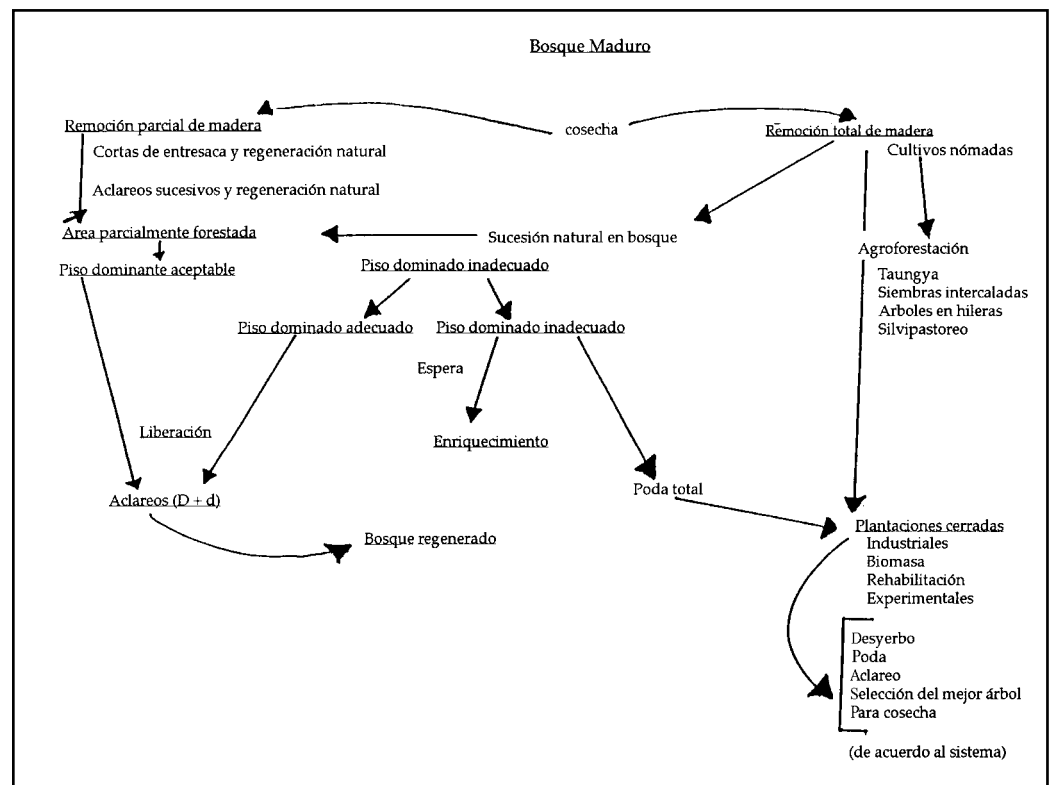 Bosque Maduro
cosecha
Remoción parcial de madera
Remoción total de madera
Cortas de entresaca y regeneración natural
Cultivos nómadas
Aclareos sucesivos y regeneración natural
Area parcialmente forestada
Sucesión natural en bosque
Agroforestación
Piso dominante aceptable
Piso dominado inadecuado
Taungya
Siembras intercaladas
Arboles en hileras
Silvipastoreo
Piso dominado adecuado
Piso dominado inadecuado
Espera
Liberación
Enriquecimiento
Aclareos (D + d)
Poda total
Bosque regenerado
Plantaciones cerradas
Industriales
Biomasa
Rehabilitación
Experimentales
Desyerbo
Poda
Aclareo
Selección del mejor árbol
Para cosecha
(de acuerdo al sistema)